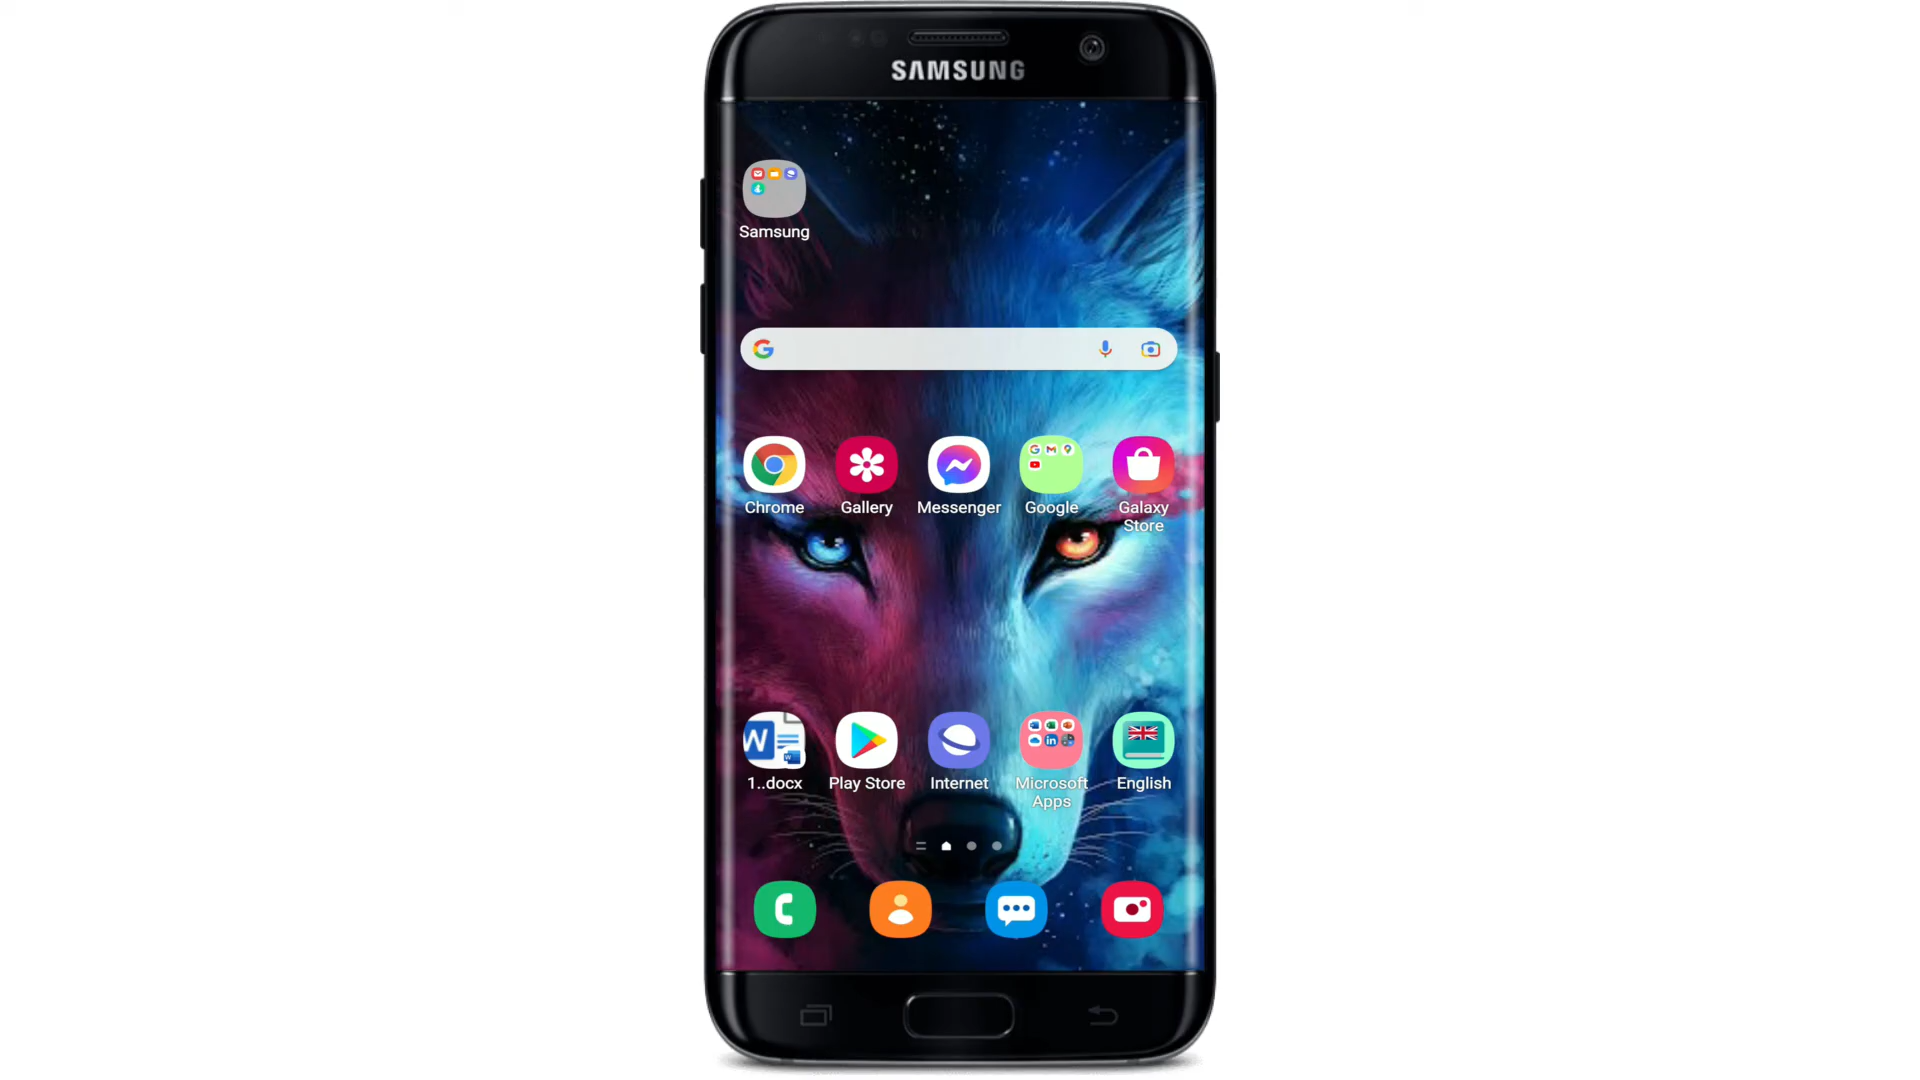 SAMSUNG
Samsung
Chrome
Gallery
Messenger
Google
Galaxy
Store
1..docx
Play Store
Internet
Microsoft
Apps
English